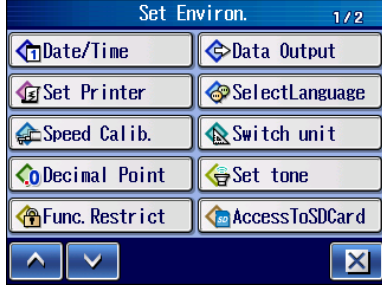 Set Environ. 1/2
Date/Time Data Output
Set Printer SelectLanguage
Speed Calib. Switch unit
Decimal Point Set tone
Func.Restrict AccessToSDCard